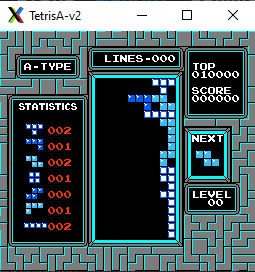 TetrisA-v2
A-TYPE
LINES-000
TOP
010000
SCORE
000000
STATISTICS
002
001
002
001
000
001
002
NEXT
LEVEL
00